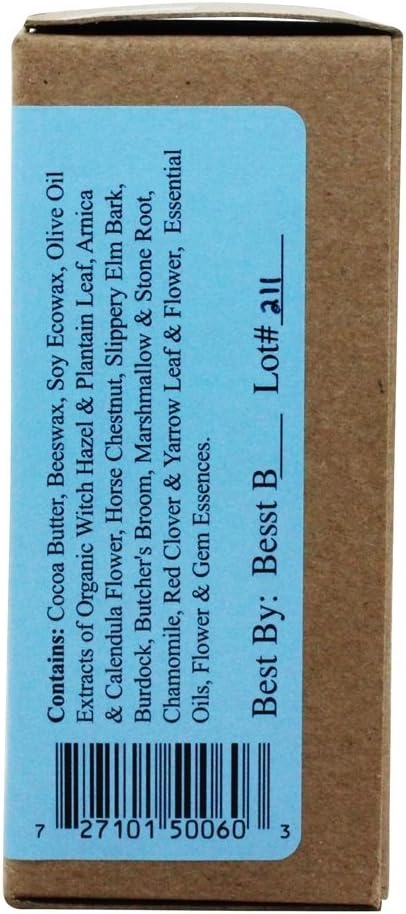 Contains: Cocoa Butter, Beeswax, Soy Ecowax, Olive Oil
Extracts of Organic Witch Hazel & Plantain Leaf, Arnica
& Calendula Flower, Horse Chestnut, Slippery Elm Bark,
Burdock, Butcher's Broom, Marshmallow & Stone Root,
Chamomile, Red Clover & Yarrow Leaf & Flower, Essential
Oils, Flower & Gem Essences.
Best By: Besst B___ Lot# 211
7 27101 50060 3